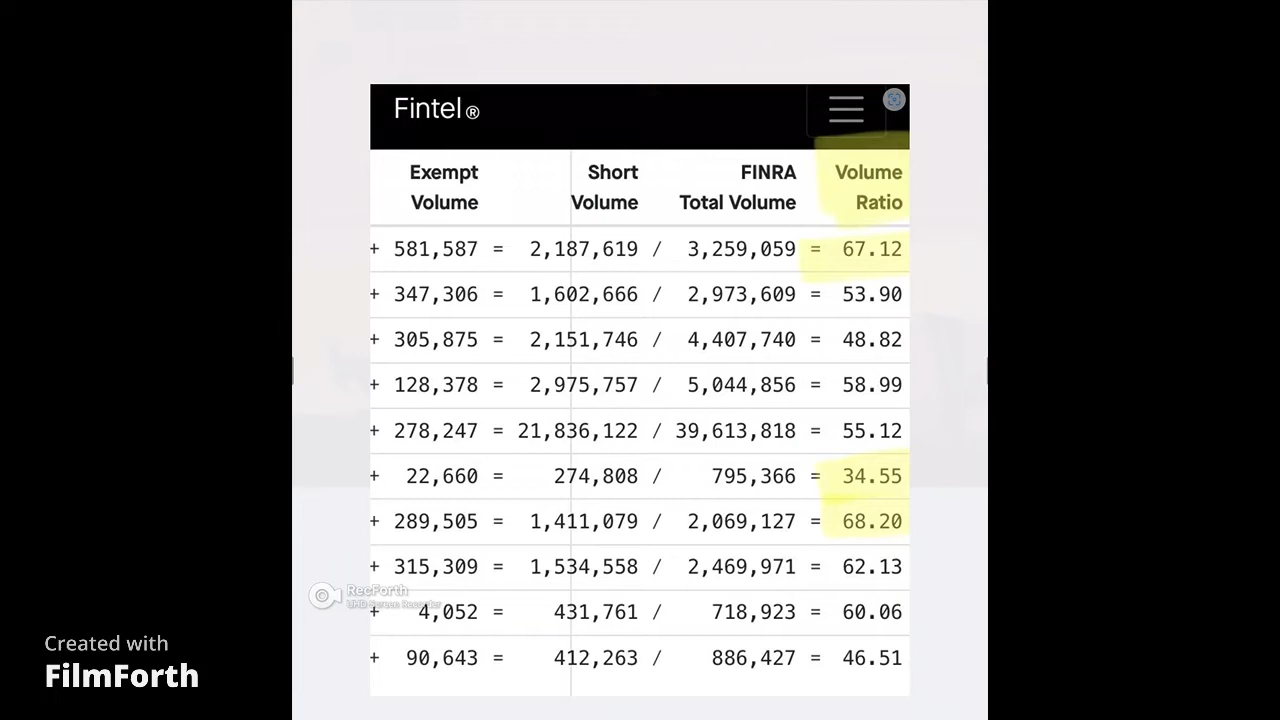 Fintel ®
Exempt Short FINRA Volume
Volume Volume Total Volume Ratio
+ 581,587 = 2,187,619 / 3,259,059 = 67.12
+ 347,306 = 1,602,666 / 2,973,609 = 53.90
+ 305,875 = 2,151,746 / 4,407,740 = 48.82
+ 128,378 = 2,975,757 / 5,044,856 = 58.99
+ 278,247 = 21,836,122 / 39,613,818 = 55.12
+ 22,660 = 274,808 / 795,366 = 34.55
+ 289,505 = 1,411,079 / 2,069,127 = 68.20
+ 315,309 = 1,534,558 / 2,469,971 = 62.13
RecForth
UHD Screen Recorder
+ 4,052 = 431,761 / 718,923 = 60.06
+ 90,643 = 412,263 / 886,427 = 46.51
Created with
FilmForth